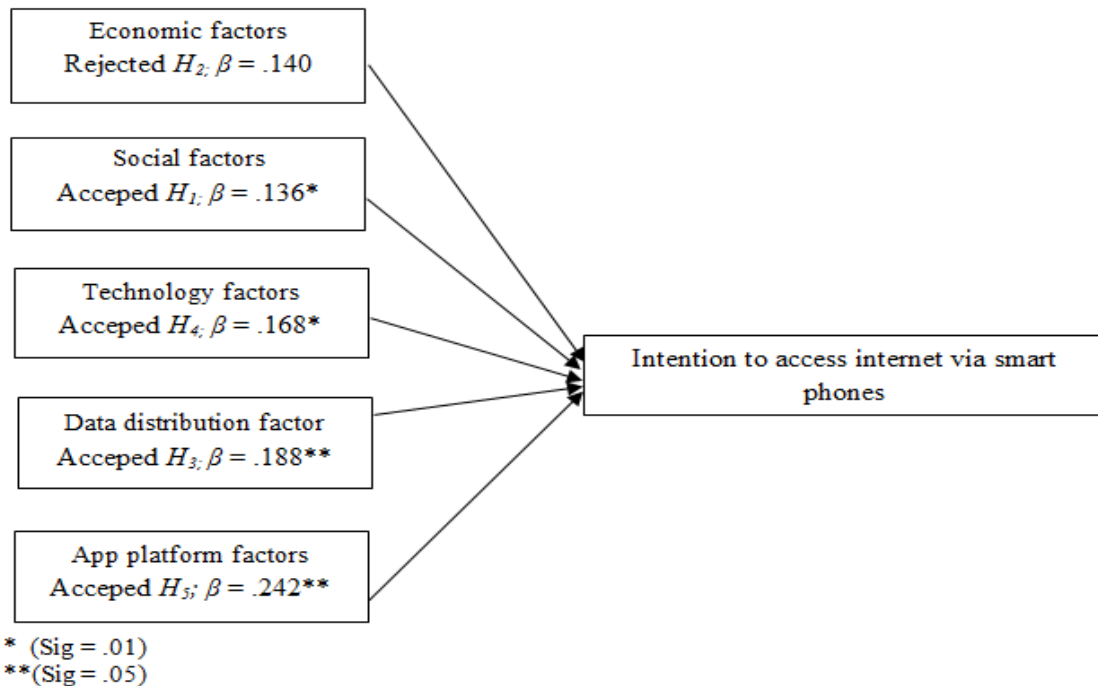 Economic factors
Rejected H2; β = .140
Social factors
Acceped H1; β = .136*
Technology factors
Acceped H4; β = .168*
Intention to access internet via smart
phones
Data distribution factor
Acceped H3; β = .188**
App platform factors
Acceped H5; β = .242**
* (Sig = .01)
**(Sig = .05)